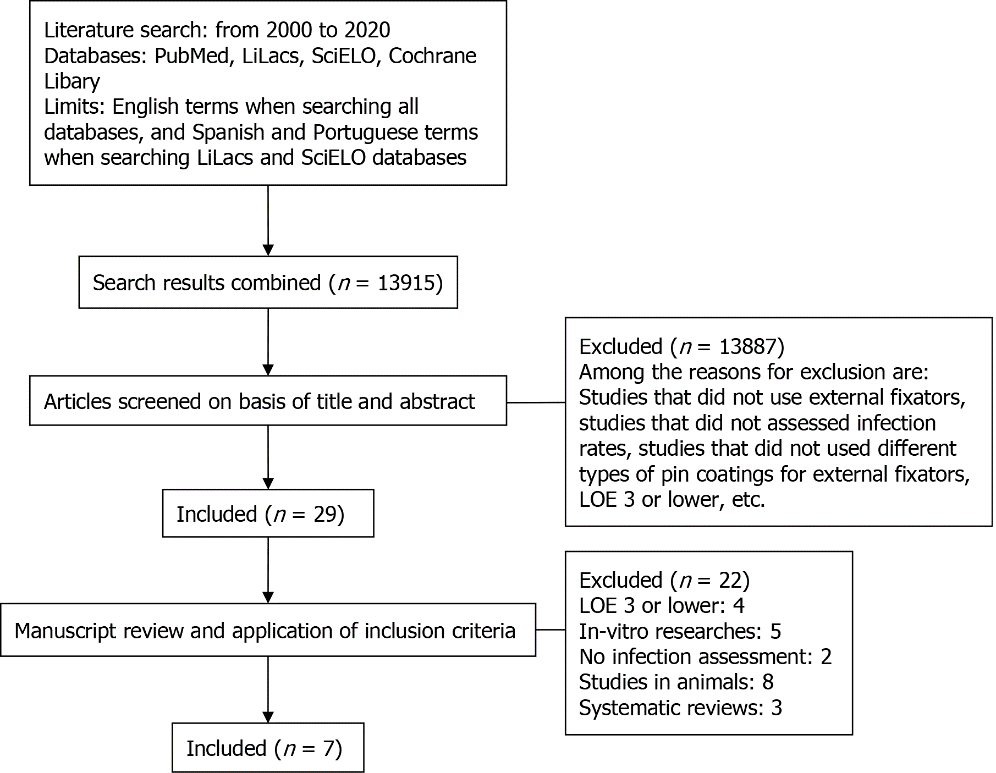 Literature search: from 2000 to 2020
Databases: PubMed, LiLacs, SciELO, Cochrane
Libary
Limits: English terms when searching all
databases, and Spanish and Portuguese terms
when searching LiLacs and SciELO databases
Search results combined (n = 13915)
Articles screened on basis of title and abstract
Excluded (n = 13887)
Among the reasons for exclusion are:
Studies that did not use external fixators,
studies that did not assessed infection
rates, studies that did not used different
types of pin coatings for external fixators,
LOE 3 or lower, etc.
Included (n = 29)
Manuscript review and application of inclusion criteria
Excluded (n = 22)
LOE 3 or lower: 4
In-vitro researches: 5
No infection assessment: 2
Studies in animals: 8
Systematic reviews: 3
Included (n = 7)